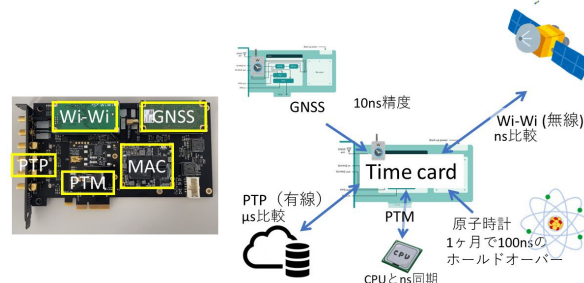 Wi-Wi
GNSS
PTP
MAC
PTM
GNSS
10ns精度
Wi-Wi (無線)
ns比較
Time card
PTP（有線）
μs比較
PTM
CPU
CPUとns同期
原子時計
1ヶ月で100nsの
ホールドオーバー